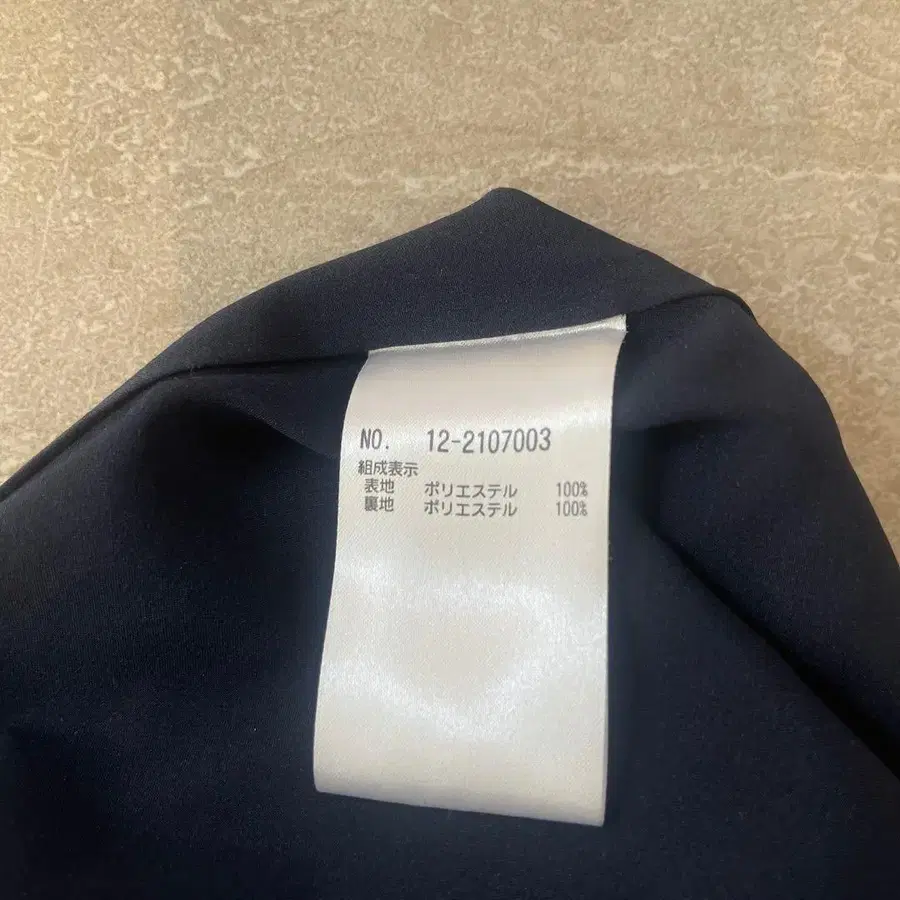 NO. 12-2107003
組成表示
表地 ポリエステル 100%
裏地 ポリエステル 100%